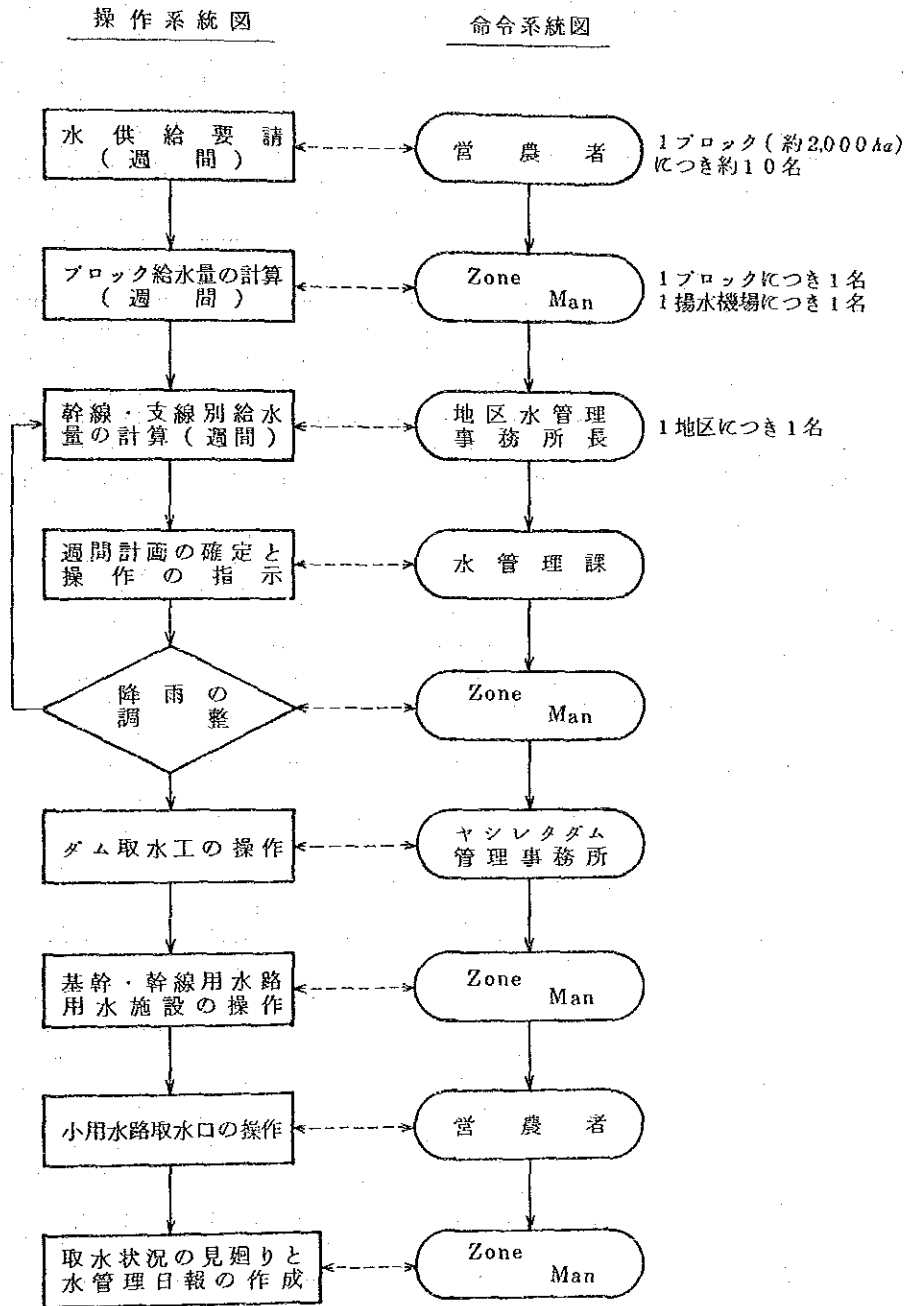 操作系統図
命令系統図
水供給要請
(週間)
営農者
1ブロック(約2,000ha)
につき約10名
ブロック給水量の計算
(週間)
Zone
Man
1ブロックにつき1名
1揚水機場につき1名
幹線・支線別給水
量の計算(週間)
地区水管理
事務所長
1地区につき1名
週間計画の確定と
操作の指示
水管理課
降雨の
調整
Zone
Man
ダム取水工の操作
ヤシレタダム
管理事務所
基幹・幹線用水路
用水施設の操作
Zone
Man
小用水路取水口の操作
営農者
取水状況の見廻りと
水管理日報の作成
Zone
Man